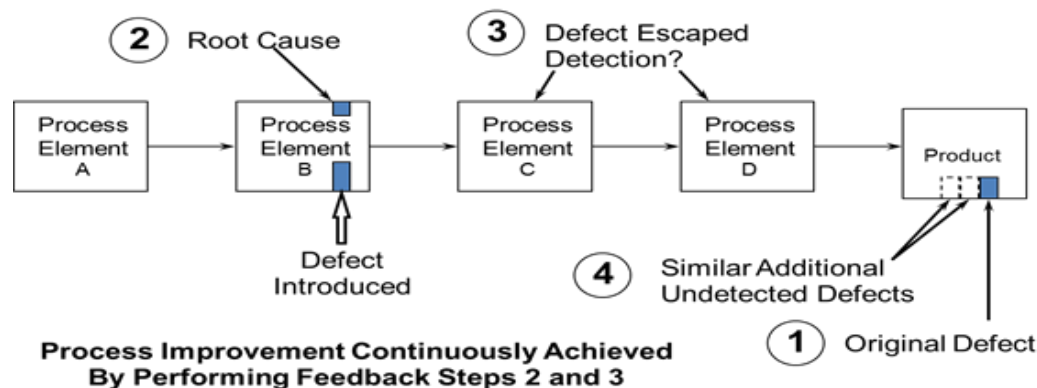 2 Root Cause
3 Defect Escaped
Detection?
Process
Element
A
Process
Element
B
Process
Element
C
Process
Element
D
Product
Defect
Introduced
4 Similar Additional
Undetected Defects
1 Original Defect
Process Improvement Continuously Achieved
By Performing Feedback Steps 2 and 3